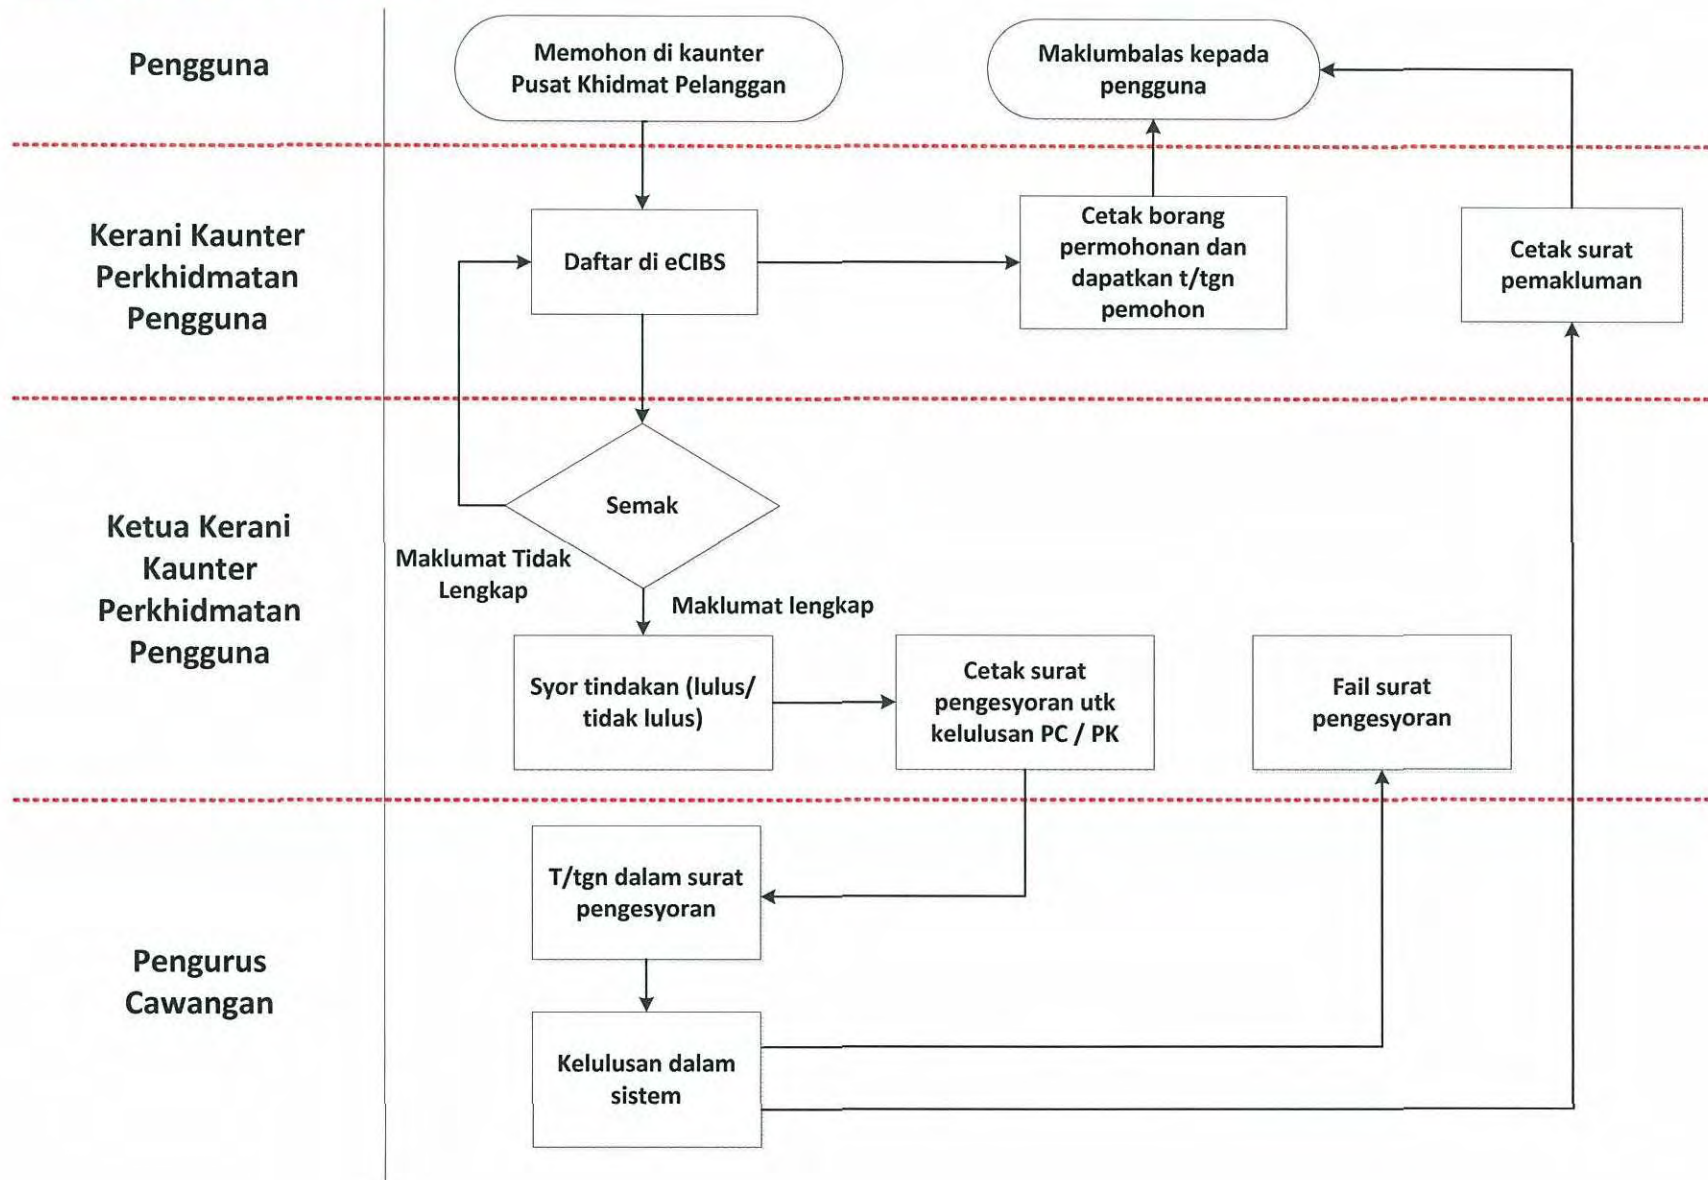 Pengguna
Memohon di kaunter
Pusat Khidmat Pelanggan
Maklumbalas kepada
pengguna
Kerani Kaunter
Perkhidmatan
Pengguna
Daftar di eCIBS
Cetak borang
permohonan dan
dapatkan t/tgn
pemohon
Cetak surat
pemakluman
Ketua Kerani
Kaunter
Perkhidmatan
Pengguna
Semak
Maklumat Tidak
Lengkap
Maklumat lengkap
Syor tindakan (lulus/
tidak lulus)
Cetak surat
pengesyoran utk
kelulusan PC / PK
Fail surat
pengesyoran
Pengurus
Cawangan
T/tgn dalam surat
pengesyoran
Kelulusan dalam
sistem